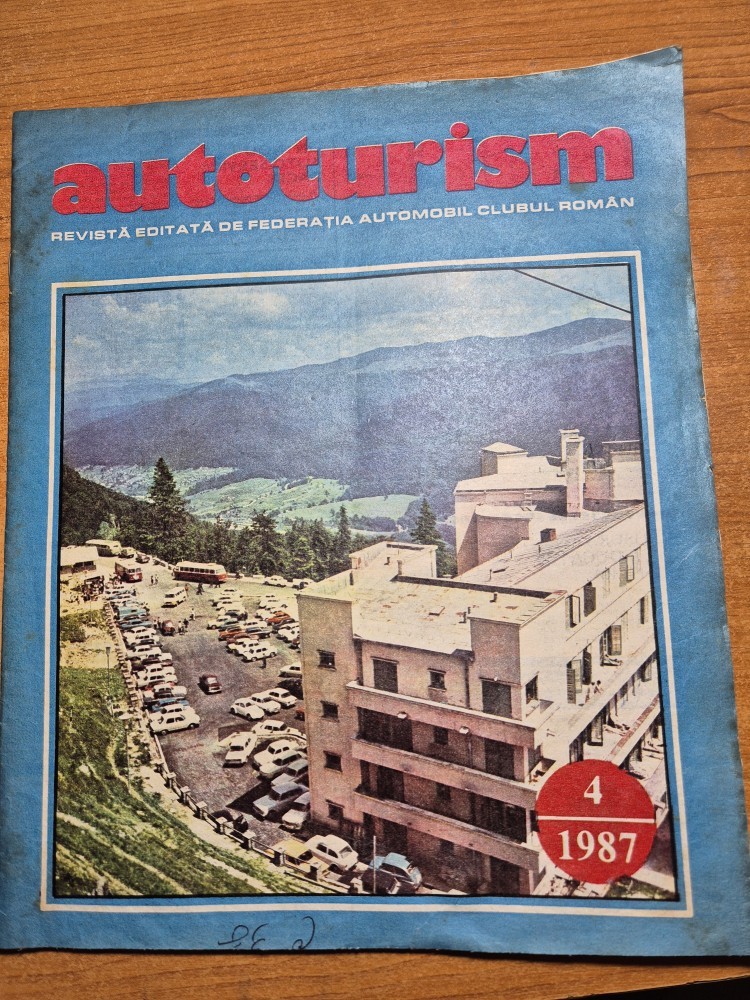 autoturism
REVISTĂ EDITATĂ DE FEDERAȚIA AUTOMOBIL CLUBUL ROMÂN
4
1987